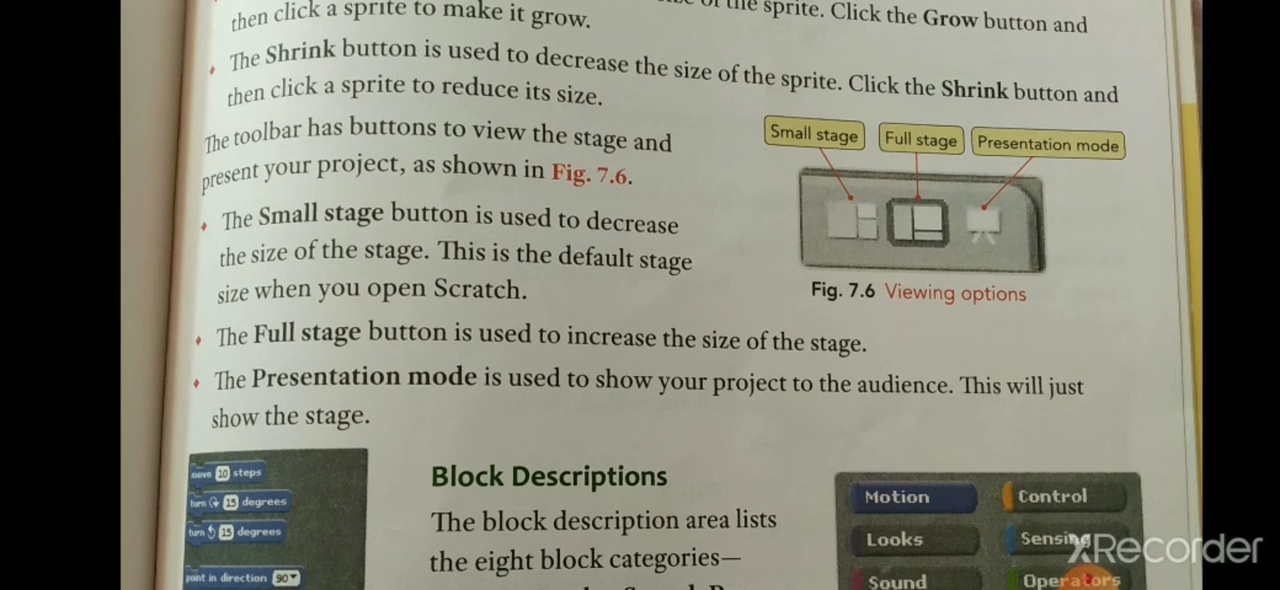 of the sprite. Click the Grow button and
then click a sprite to make it grow.
The Shrink button is used to decrease the size of the sprite. Click the Shrink button and
then click a sprite to reduce its size.
The toolbar has buttons to view the stage and
present your project, as shown in Fig. 7.6.
The Small stage button is used to decrease
the size of the stage. This is the default stage
size when you open Scratch.
Small stage
Full stage
Presentation mode
Fig. 7.6 Viewing options
The Full stage button is used to increase the size of the stage.
The Presentation mode is used to show your project to the audience. This will just
show the stage.
move 10 steps
turn 15 degrees
turn 15 degrees
point in direction 90
Block Descriptions
The block description area lists
the eight block categories—
Motion
Control
Looks
Sensing
Sound
Operators
XRecorder